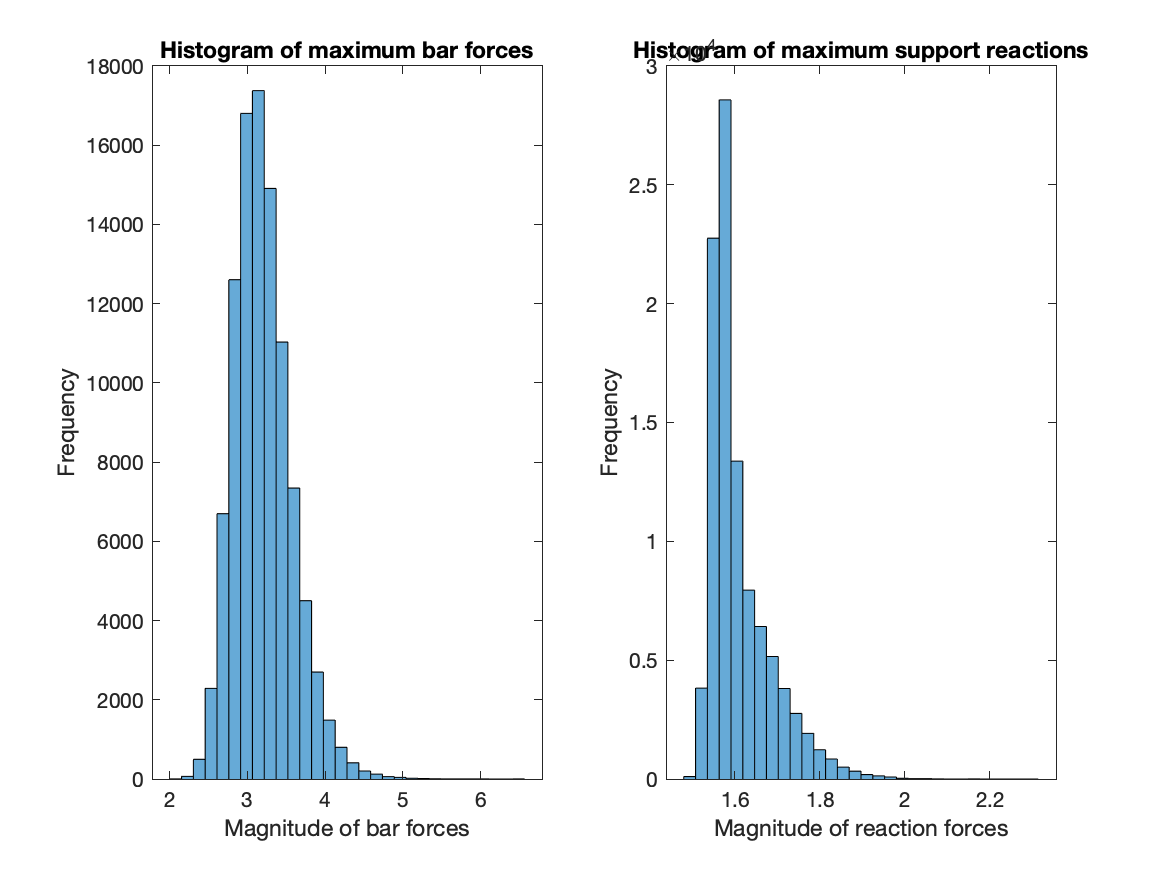 Histogram of maximum bar forces
18000
16000
14000
12000
10000
8000
6000
4000
2000
0
2 3 4 5 6
Frequency
Magnitude of bar forces
Histogram of maximum support reactions
× 10^4
3
2.5
2
1.5
1
0.5
0
1.6 1.8 2 2.2
Frequency
Magnitude of reaction forces